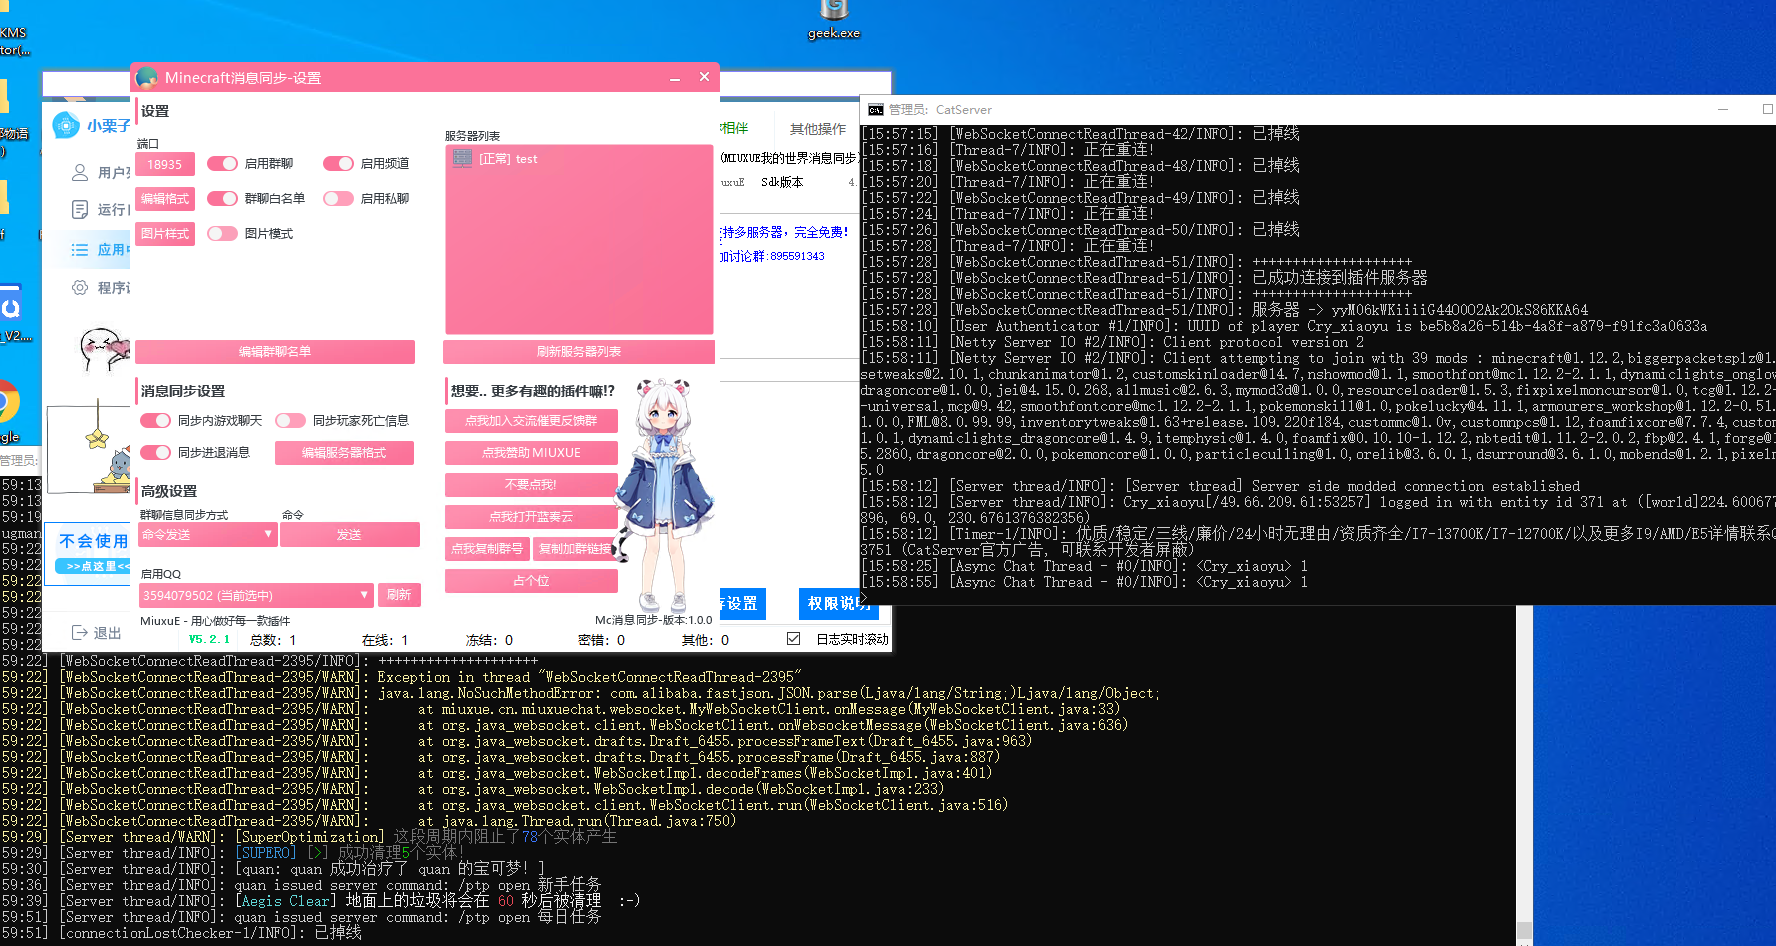 KMS
tor(...
geek.exe
Minecraft消息同步-设置
设置
端口
18935
启用群聊
启用频道
编辑格式
群聊白名单
启用私聊
图片样式
图片模式
服务器列表
[正常] test
编辑群聊名单
刷新服务器列表
消息同步设置
同步内游戏聊天
同步玩家死亡信息
同步进退消息
编辑服务器格式
高级设置
群聊信息同步方式
命令
命令发送
发送
启用QQ
3594079502 (当前选中)
刷新
MiuxuE - 用心做好每一款插件
想要.. 更多有趣的插件嘛!?
点我加入交流催更反馈群
点我赞助 MIUXUE
不要点我!
点我打开蓝奏云
点我复制群号
复制加群链接
占个位
Mc消息同步-版本:1.0.0
小栗子
用户
运行
应用
程序
不会使用
>>点这里<<
退出
相伴
其他操作
(MIUXUE我的世界消息同步)
uxuE
Sdk版本
4.
持多服务器，完全免费!
加讨论群:895591343
设置
权限说明
V5.2.1
总数: 1
在线: 1
冻结: 0
密错: 0
其他: 0
日志实时滚动
物语
)
f
_V2....
gle
管理员:
管理员: CatServer
[15:57:15] [WebSocketConnectReadThread-42/INFO]: 已掉线
[15:57:16] [Thread-7/INFO]: 正在重连!
[15:57:18] [WebSocketConnectReadThread-48/INFO]: 已掉线
[15:57:20] [Thread-7/INFO]: 正在重连!
[15:57:22] [WebSocketConnectReadThread-49/INFO]: 已掉线
[15:57:24] [Thread-7/INFO]: 正在重连!
[15:57:26] [WebSocketConnectReadThread-50/INFO]: 已掉线
[15:57:28] [Thread-7/INFO]: 正在重连!
[15:57:28] [WebSocketConnectReadThread-51/INFO]: ++++++++++++++++++++
[15:57:28] [WebSocketConnectReadThread-51/INFO]: 已成功连接到插件服务器
[15:57:28] [WebSocketConnectReadThread-51/INFO]: ++++++++++++++++++++
[15:57:28] [WebSocketConnectReadThread-51/INFO]: 服务器 -> yyM06kWKiiiiG440OO2Ak2OkS86KKA64
[15:58:10] [User Authenticator #1/INFO]: UUID of player Cry_xiaoyu is be5b8a26-514b-4a8f-a879-f91fc3a0633a
[15:58:11] [Netty Server IO #2/INFO]: Client protocol version 2
[15:58:11] [Netty Server IO #2/INFO]: Client attempting to join with 39 mods : minecraft@1.12.2,biggerpacketsplz@1.
setweaks@2.10.1,chunkanimator@1.2,customskinloader@14.7,nshowmod@1.1,smoothfont@mc1.12.2-2.1.1,dynamiclights_onglow
dragoncore@1.0.0,jei@4.15.0.268,allmusic@2.6.3,mymod3d@1.0.0,resourceloader@1.5.3,fixpixelmoncursor@1.0,tcg@1.12.2-
-universal,mcp@9.42,smoothfontcore@mc1.12.2-2.1.1,pokemonskill@1.0,pokelucky@4.11.1,armourers_workshop@1.12.2-0.51.
1.0.0,FML@8.0.99.99,inventorytweaks@1.63+release.109.220f184,custommc@1.0v,customnpcs@1.12,foamfixcore@7.7.4,custom
1.0.1,dynamiclights_dragoncore@1.4.9,itemphysic@1.4.0,foamfix@0.10.10-1.12.2,nbtedit@1.11.2-2.0.2,fbp@2.4.1,forge@1
5.2860,dragoncore@2.0.0,pokemoncore@1.0.0,particleculling@1.0,orelib@3.6.0.1,dsurround@3.6.1.0,mobends@1.2.1,pixelm
5.0
[15:58:12] [Server thread/INFO]: [Server thread] Server side modded connection established
[15:58:12] [Server thread/INFO]: Cry_xiaoyu[/49.66.209.61:53257] logged in with entity id 371 at ([world]224.600677
896, 69.0, 230.6761376382356)
[15:58:12] [Timer-1/INFO]: 优质/稳定/三线/廉价/24小时无理由/资质齐全/I7-13700K/I7-12700K/以及更多I9/AMD/E5详情联系Q
3751 (CatServer官方广告, 可联系开发者屏蔽)
[15:58:25] [Async Chat Thread - #0/INFO]: <Cry_xiaoyu> 1
[15:58:55] [Async Chat Thread - #0/INFO]: <Cry_xiaoyu> 1
>
59:13
59:13
59:19
ugman
59:22
59:22
59:22
59:22
59:22
59:22
59:22
59:22] [WebSocketConnectReadThread-2395/INFO]: ++++++++++++++++++++
59:22] [WebSocketConnectReadThread-2395/WARN]: Exception in thread "WebSocketConnectReadThread-2395"
59:22] [WebSocketConnectReadThread-2395/WARN]: java.lang.NoSuchMethodError: com.alibaba.fastjson.JSON.parse(Ljava/lang/String;)Ljava/lang/Object;
59:22] [WebSocketConnectReadThread-2395/WARN]: at miuxue.cn.miuxuechat.websocket.MyWebSocketClient.onMessage(MyWebSocketClient.java:33)
59:22] [WebSocketConnectReadThread-2395/WARN]: at org.java_websocket.client.WebSocketClient.onWebsocketMessage(WebSocketClient.java:636)
59:22] [WebSocketConnectReadThread-2395/WARN]: at org.java_websocket.drafts.Draft_6455.processFrameText(Draft_6455.java:963)
59:22] [WebSocketConnectReadThread-2395/WARN]: at org.java_websocket.drafts.Draft_6455.processFrame(Draft_6455.java:887)
59:22] [WebSocketConnectReadThread-2395/WARN]: at org.java_websocket.WebSocketImpl.decodeFrames(WebSocketImpl.java:401)
59:22] [WebSocketConnectReadThread-2395/WARN]: at org.java_websocket.WebSocketImpl.decode(WebSocketImpl.java:233)
59:22] [WebSocketConnectReadThread-2395/WARN]: at org.java_websocket.client.WebSocketClient.run(WebSocketClient.java:516)
59:22] [WebSocketConnectReadThread-2395/WARN]: at java.lang.Thread.run(Thread.java:750)
59:29] [Server thread/WARN]: [SuperOptimization] 这段周期内阻止了78个实体产生
59:29] [Server thread/INFO]: [SUPERO] [>] 成功清理5个实体!
59:30] [Server thread/INFO]: [quan: quan 成功治疗了 quan 的宝可梦! ]
59:36] [Server thread/INFO]: quan issued server command: /ptp open 新手任务
59:39] [Server thread/INFO]: [Aegis Clear] 地面上的垃圾将会在 60 秒后被清理 :-)
59:51] [Server thread/INFO]: quan issued server command: /ptp open 每日任务
59:51] [connectionLostChecker-1/INFO]: 已掉线